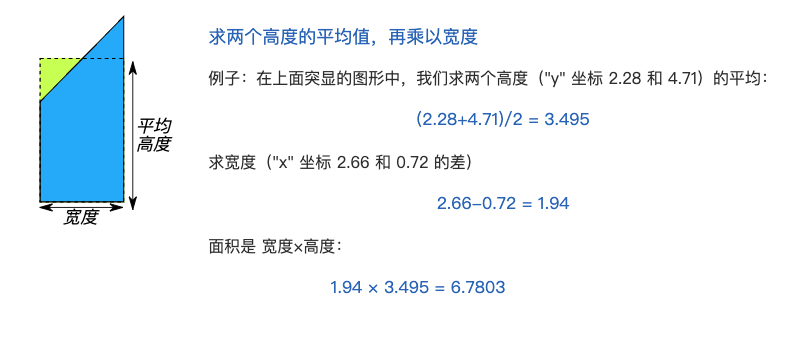 求两个高度的平均值，再乘以宽度
例子：在上面突显的图形中，我们求两个高度（"y" 坐标 2.28 和 4.71）的平均：
(2.28+4.71)/2 = 3.495
平均
高度
求宽度（"x" 坐标 2.66 和 0.72 的差）
2.66−0.72 = 1.94
宽度
面积是 宽度×高度：
1.94 × 3.495 = 6.7803